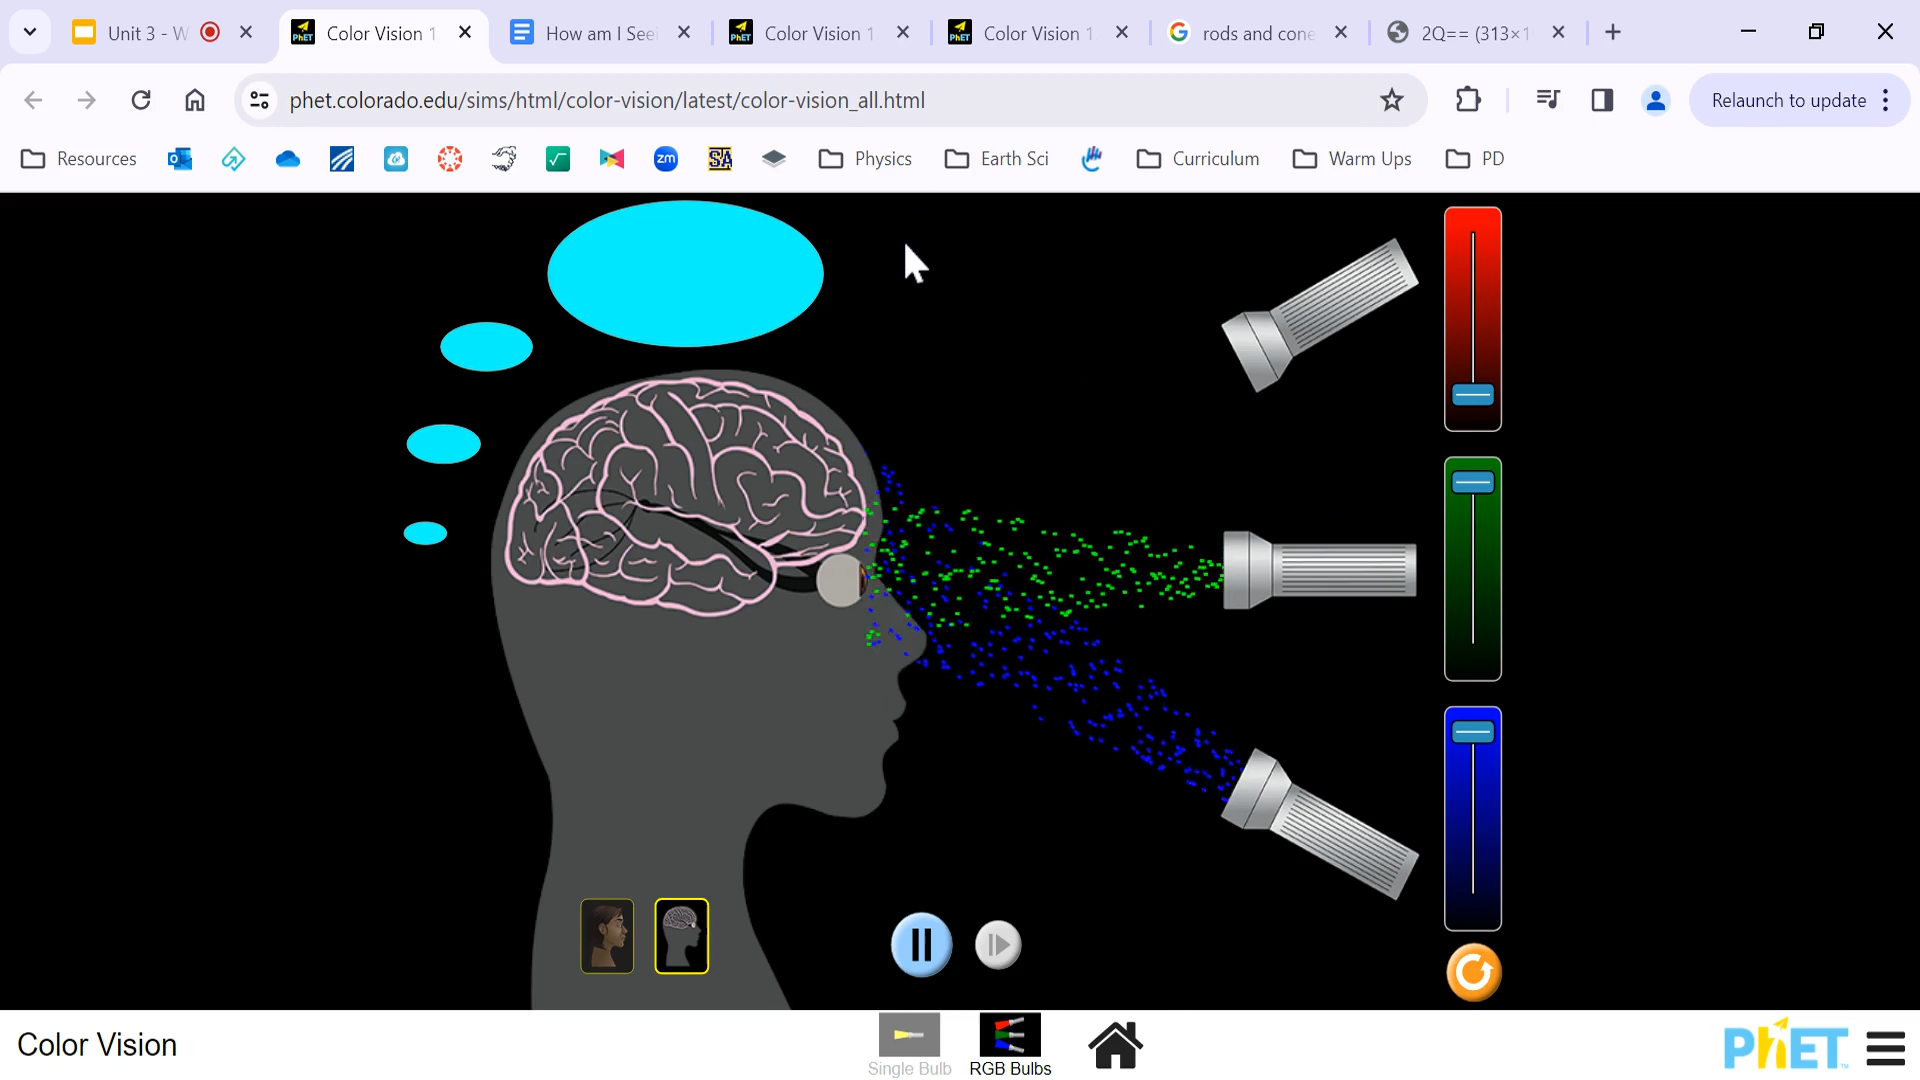 Unit 3 - W
Color Vision 1
How am I See
Color Vision 1
Color Vision 1
rods and cone
2Q== (313×1
phet.colorado.edu/sims/html/color-vision/latest/color-vision_all.html
Relaunch to update
Resources
zm
SA
Physics
Earth Sci
Curriculum
Warm Ups
PD
Color Vision
Single Bulb
RGB Bulbs
PhET